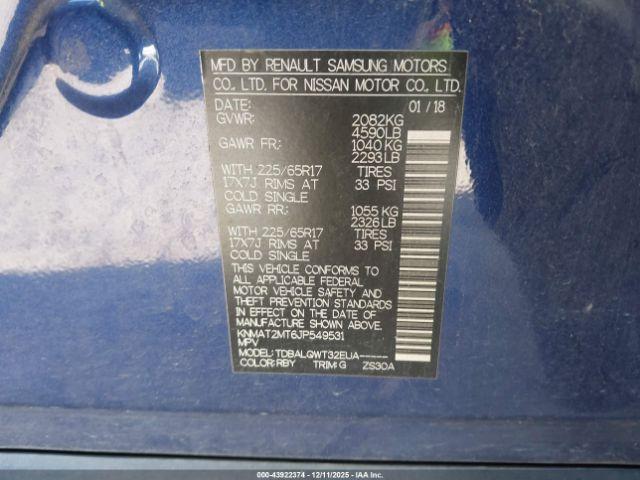 MFD BY RENAULT SAMSUNG MOTORS
CO., LTD. FOR NISSAN MOTOR CO., LTD.
DATE: 01 / 18
GVWR: 2082KG
4590LB
GAWR FR: 1040 KG
2293 LB
WITH 225/65R17 TIRES
17X7J RIMS AT 33 PSI
COLD SINGLE
GAWR RR: 1055 KG
2326 LB
WITH 225/65R17 TIRES
17X7J RIMS AT 33 PSI
COLD SINGLE
THIS VEHICLE CONFORMS TO
ALL APPLICABLE FEDERAL
MOTOR VEHICLE SAFETY AND
THEFT PREVENTION STANDARDS
IN EFFECT ON THE DATE OF
MANUFACTURE SHOWN ABOVE.
KNMAT2MT6JP549531
MPV
MODEL: TDBALQWT32EUA-----
COLOR: RBY TRIM: G ZS30A
000-43922374 - 12/11/2025 - IAAI.COM